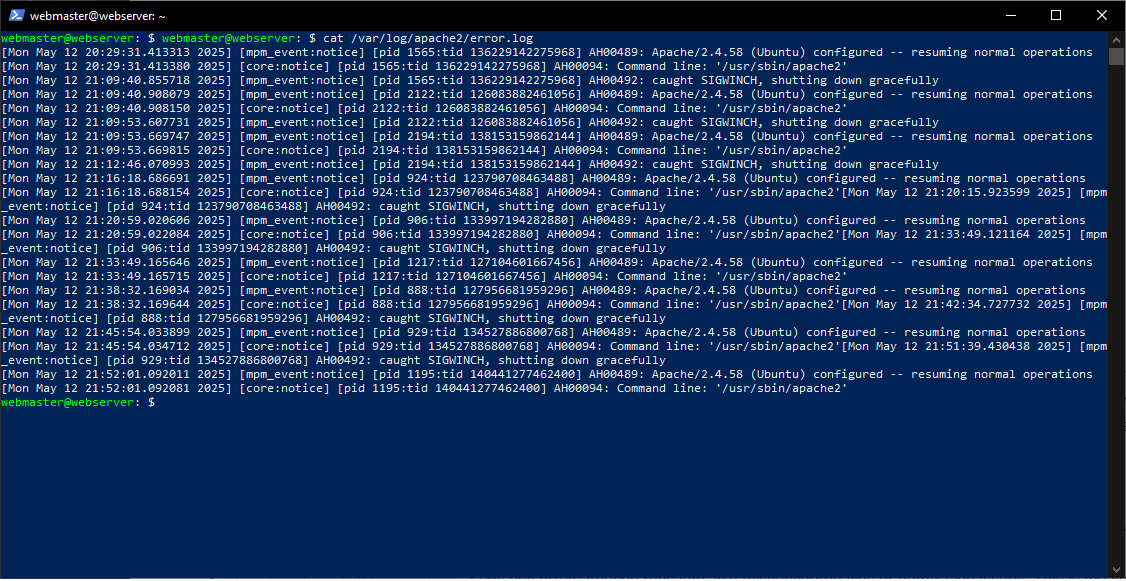 webmaster@webserver: ~
webmaster@webserver: $ webmaster@webserver: $ cat /var/log/apache2/error.log
[Mon May 12 20:29:31.413313 2025] [mpm_event:notice] [pid 1565:tid 136229142275968] AH00489: Apache/2.4.58 (Ubuntu) configured -- resuming normal operations
[Mon May 12 20:29:31.413380 2025] [core:notice] [pid 1565:tid 136229142275968] AH00094: Command line: '/usr/sbin/apache2'
[Mon May 12 21:09:40.855718 2025] [mpm_event:notice] [pid 1565:tid 136229142275968] AH00492: caught SIGWINCH, shutting down gracefully
[Mon May 12 21:09:40.908079 2025] [mpm_event:notice] [pid 2122:tid 126083882461056] AH00489: Apache/2.4.58 (Ubuntu) configured -- resuming normal operations
[Mon May 12 21:09:40.908150 2025] [core:notice] [pid 2122:tid 126083882461056] AH00094: Command line: '/usr/sbin/apache2'
[Mon May 12 21:09:53.607731 2025] [mpm_event:notice] [pid 2122:tid 126083882461056] AH00492: caught SIGWINCH, shutting down gracefully
[Mon May 12 21:09:53.669747 2025] [mpm_event:notice] [pid 2194:tid 138153159862144] AH00489: Apache/2.4.58 (Ubuntu) configured -- resuming normal operations
[Mon May 12 21:09:53.669815 2025] [core:notice] [pid 2194:tid 138153159862144] AH00094: Command line: '/usr/sbin/apache2'
[Mon May 12 21:12:46.070993 2025] [mpm_event:notice] [pid 2194:tid 138153159862144] AH00492: caught SIGWINCH, shutting down gracefully
[Mon May 12 21:16:18.686691 2025] [mpm_event:notice] [pid 924:tid 123790708463488] AH00489: Apache/2.4.58 (Ubuntu) configured -- resuming normal operations
[Mon May 12 21:16:18.688154 2025] [core:notice] [pid 924:tid 123790708463488] AH00094: Command line: '/usr/sbin/apache2'[Mon May 12 21:20:15.923599 2025] [mpm
_event:notice] [pid 924:tid 123790708463488] AH00492: caught SIGWINCH, shutting down gracefully
[Mon May 12 21:20:59.020606 2025] [mpm_event:notice] [pid 906:tid 133997194282880] AH00489: Apache/2.4.58 (Ubuntu) configured -- resuming normal operations
[Mon May 12 21:20:59.022084 2025] [core:notice] [pid 906:tid 133997194282880] AH00094: Command line: '/usr/sbin/apache2'[Mon May 12 21:33:49.121164 2025] [mpm
_event:notice] [pid 906:tid 133997194282880] AH00492: caught SIGWINCH, shutting down gracefully
[Mon May 12 21:33:49.165646 2025] [mpm_event:notice] [pid 1217:tid 127104601667456] AH00489: Apache/2.4.58 (Ubuntu) configured -- resuming normal operations
[Mon May 12 21:33:49.165715 2025] [core:notice] [pid 1217:tid 127104601667456] AH00094: Command line: '/usr/sbin/apache2'
[Mon May 12 21:38:32.169034 2025] [mpm_event:notice] [pid 888:tid 127956681959296] AH00489: Apache/2.4.58 (Ubuntu) configured -- resuming normal operations
[Mon May 12 21:38:32.169644 2025] [core:notice] [pid 888:tid 127956681959296] AH00094: Command line: '/usr/sbin/apache2'[Mon May 12 21:42:34.727732 2025] [mpm
_event:notice] [pid 888:tid 127956681959296] AH00492: caught SIGWINCH, shutting down gracefully
[Mon May 12 21:45:54.033899 2025] [mpm_event:notice] [pid 929:tid 134527886800768] AH00489: Apache/2.4.58 (Ubuntu) configured -- resuming normal operations
[Mon May 12 21:45:54.034712 2025] [core:notice] [pid 929:tid 134527886800768] AH00094: Command line: '/usr/sbin/apache2'[Mon May 12 21:51:39.430438 2025] [mpm
_event:notice] [pid 929:tid 134527886800768] AH00492: caught SIGWINCH, shutting down gracefully
[Mon May 12 21:52:01.092011 2025] [mpm_event:notice] [pid 1195:tid 140441277462400] AH00489: Apache/2.4.58 (Ubuntu) configured -- resuming normal operations
[Mon May 12 21:52:01.092081 2025] [core:notice] [pid 1195:tid 140441277462400] AH00094: Command line: '/usr/sbin/apache2'
webmaster@webserver: $